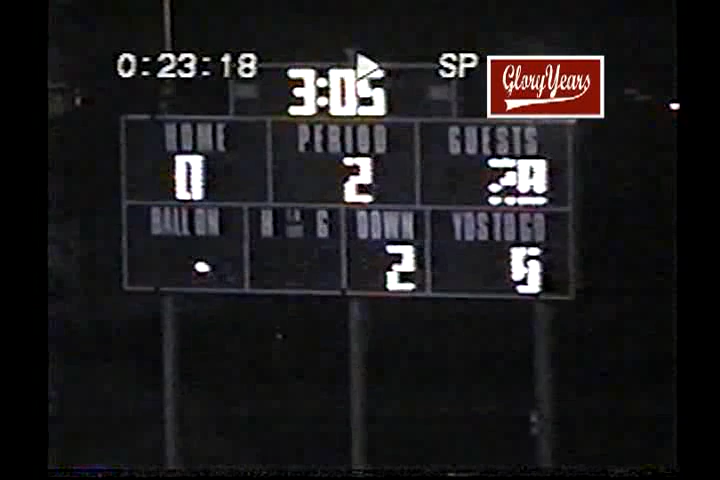 0:23:18 SP
GloryYears
3:05
HOME PERIOD GUESTS
0 2
BALL ON H G DOWN YDS TO GO
2 5